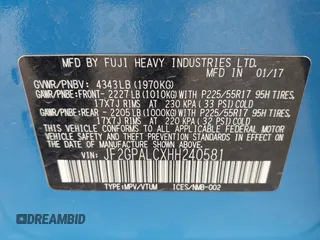 MFD BY FUJI HEAVY INDUSTRIES LTD.
01/17
GVWR/PNBV: 4343LB (1970KG)
GAWR/PNBE:FRONT- 2227LB (1010KG) WITH P225/55R17 95H TIRES,
17X7J RIMS AT 230 KPA (33 PSI) COLD
GAWR/PNBE:REAR - 2205LB (1000KG) WITH P225/55R17 95H TIRES,
17X7J RIMS AT 220 KPA (32 PSI) COLD
THIS VEHICLE CONFORMS TO ALL APPLICABLE
FEDERAL MOTOR VEHICLE SAFETY, BUMPER, AND THEFT
PREVENTION STANDARDS IN EFFECT ON THE DATE OF
MANUFACTURE SHOWN ABOVE.
JF2GPALCXHH240581
TYPE:MPV/VTUM ICES/NMB-002